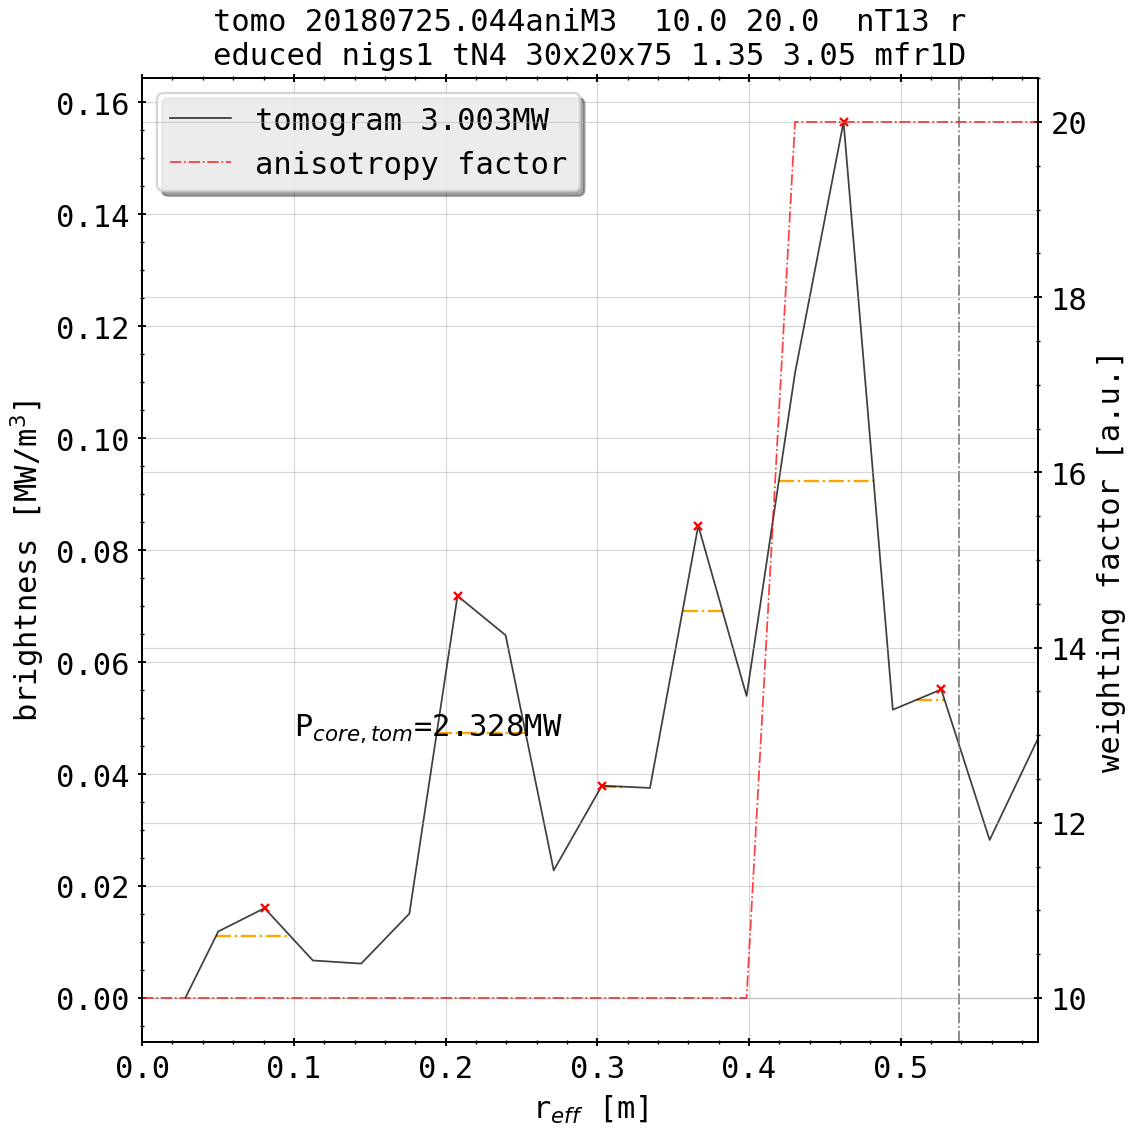 tomo 20180725.044aniM3  10.0 20.0  nT13 r
educed nigs1 tN4 30x20x75 1.35 3.05 mfr1D
tomogram 3.003MW
anisotropy factor
0.16
0.14
0.12
0.10
0.08
0.06
0.04
0.02
0.00
brightness [MW/m³]
P_core,tom=2.328MW
20
18
16
14
12
10
weighting factor [a.u.]
0.0 0.1 0.2 0.3 0.4 0.5
r_eff [m]